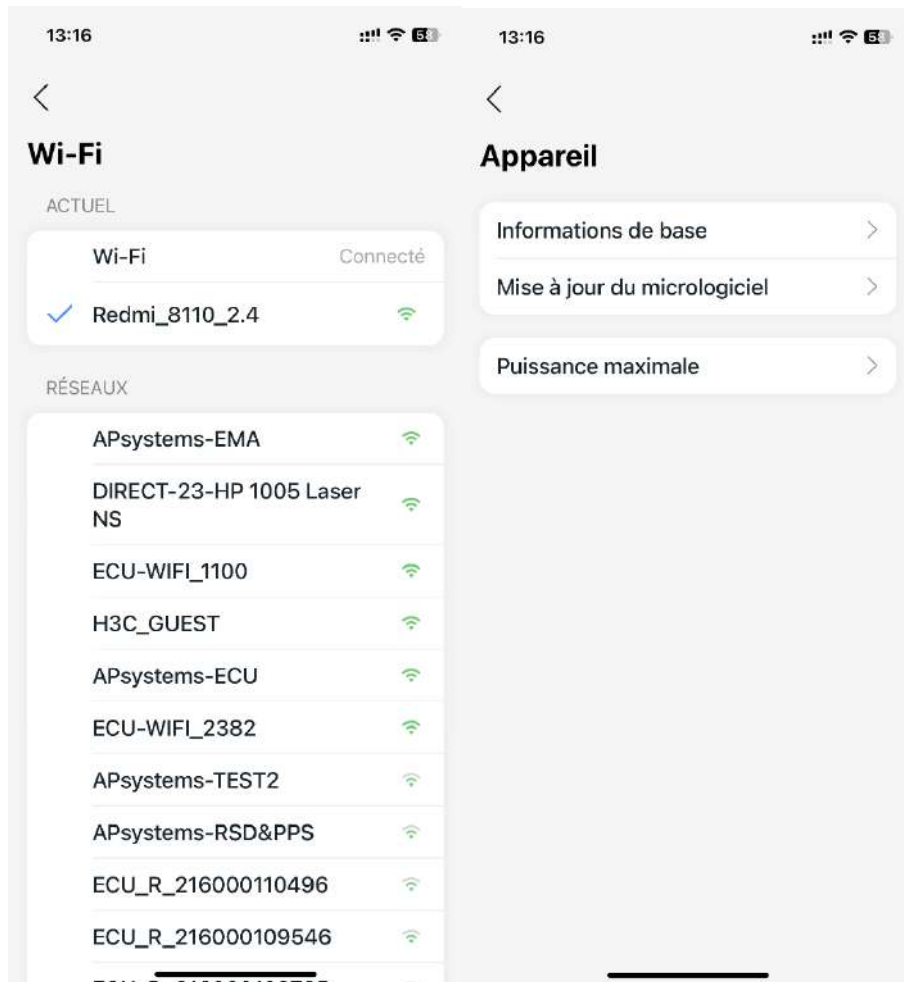 13:16
58
Wi-Fi
ACTUEL
Wi-Fi
Connecté
Redmi_8110_2.4
RÉSEAUX
APsystems-EMA
DIRECT-23-HP 1005 Laser
NS
ECU-WIFI_1100
H3C_GUEST
APsystems-ECU
ECU-WIFI_2382
APsystems-TEST2
APsystems-RSD&PPS
ECU_R_216000110496
ECU_R_216000109546
13:16
Appareil
Informations de base
Mise à jour du micrologiciel
Puissance maximale